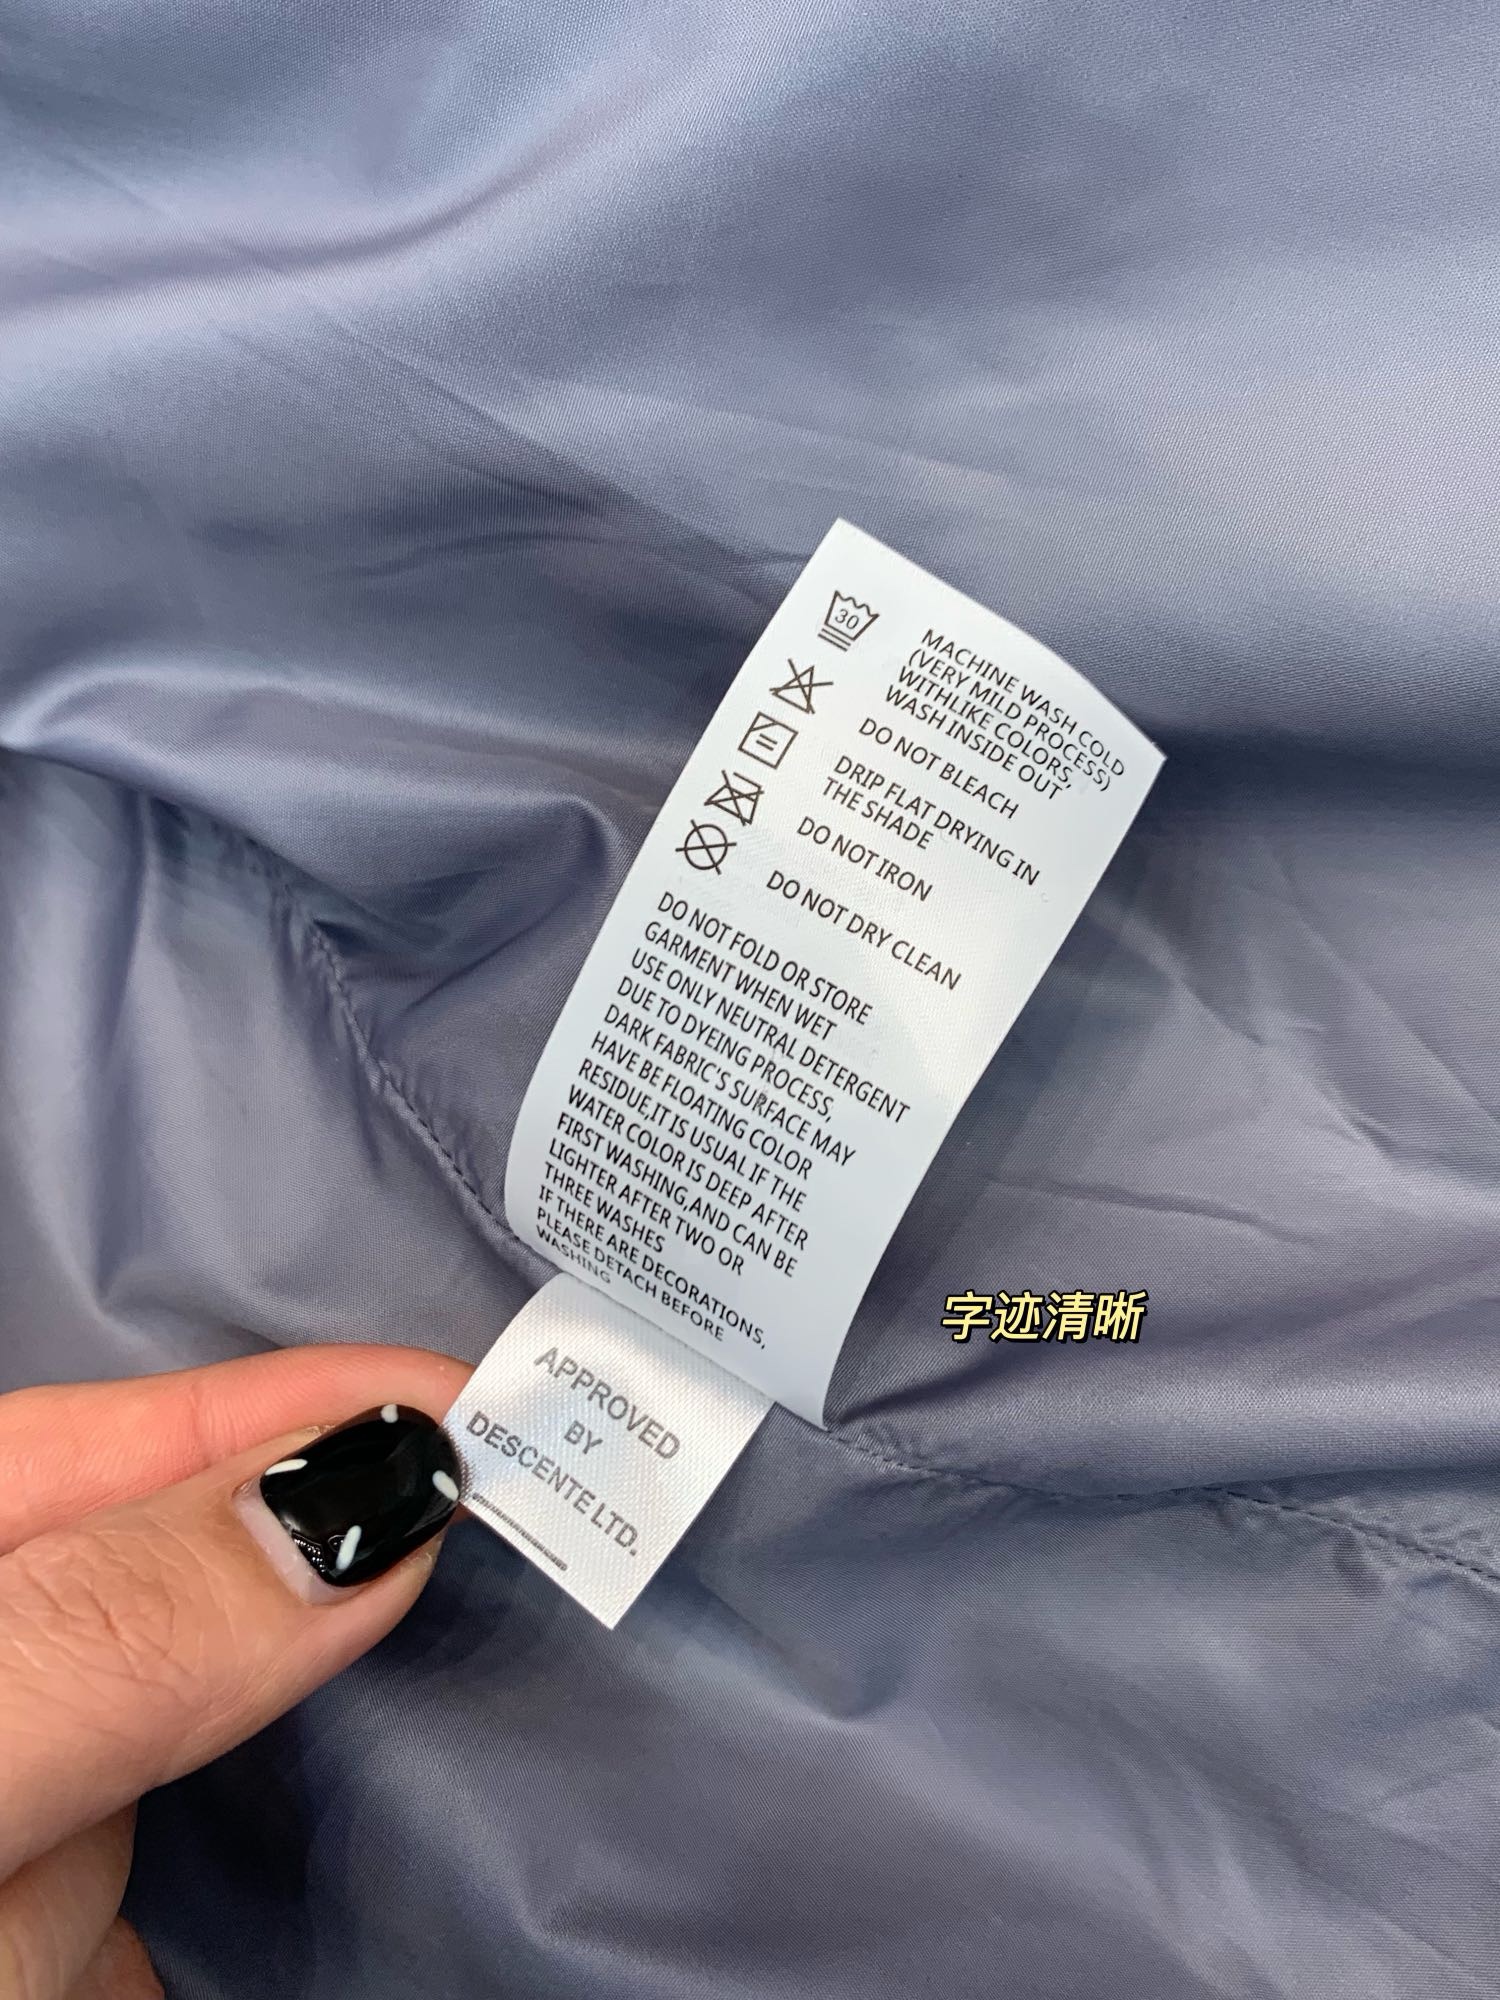 30
MACHINE WASH COLD
(VERY MILD PROCESS)
WITHLIKE COLORS,
WASH INSIDE OUT
DO NOT BLEACH
DRIP FLAT DRYING IN
THE SHADE
DO NOT IRON
DO NOT DRY CLEAN
DO NOT FOLD OR STORE
GARMENT WHEN WET
USE ONLY NEUTRAL DETERGENT
DUE TO DYEING PROCESS,
DARK FABRIC'S SURFACE MAY
HAVE BE FLOATING COLOR
RESIDUE,IT IS USUAL IF THE
WATER COLOR IS DEEP AFTER
FIRST WASHING,AND CAN BE
LIGHTER AFTER TWO OR
THREE WASHES
IF THERE ARE DECORATIONS,
PLEASE DETACH BEFORE
WASHING
APPROVED
BY
DESCENTE LTD.
字迹清晰